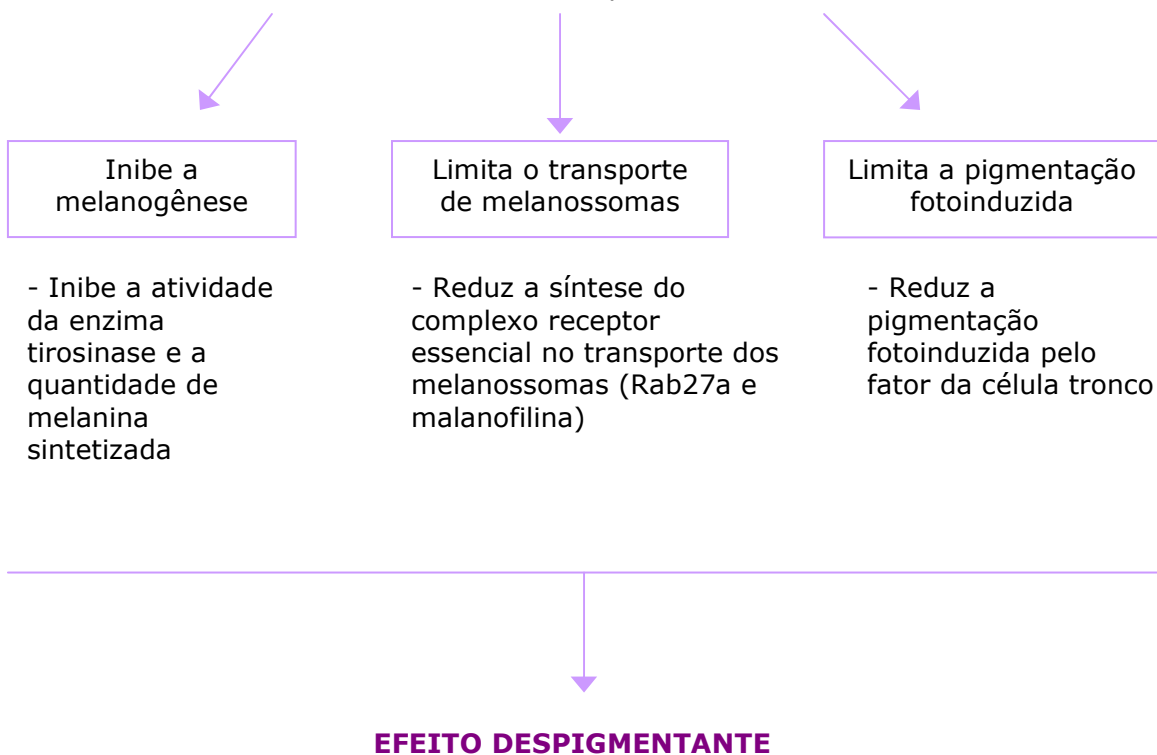 Inibe a
melanogênese
Limita o transporte
de melanossomas
Limita a pigmentação
fotoinduzida
- Inibe a atividade
da enzima
tirosinase e a
quantidade de
melanina
sintetizada
- Reduz a síntese do
complexo receptor
essencial no transporte dos
melanossomas (Rab27a e
malanofilina)
- Reduz a
pigmentação
fotoinduzida pelo
fator da célula tronco
EFEITO DESPIGMENTANTE